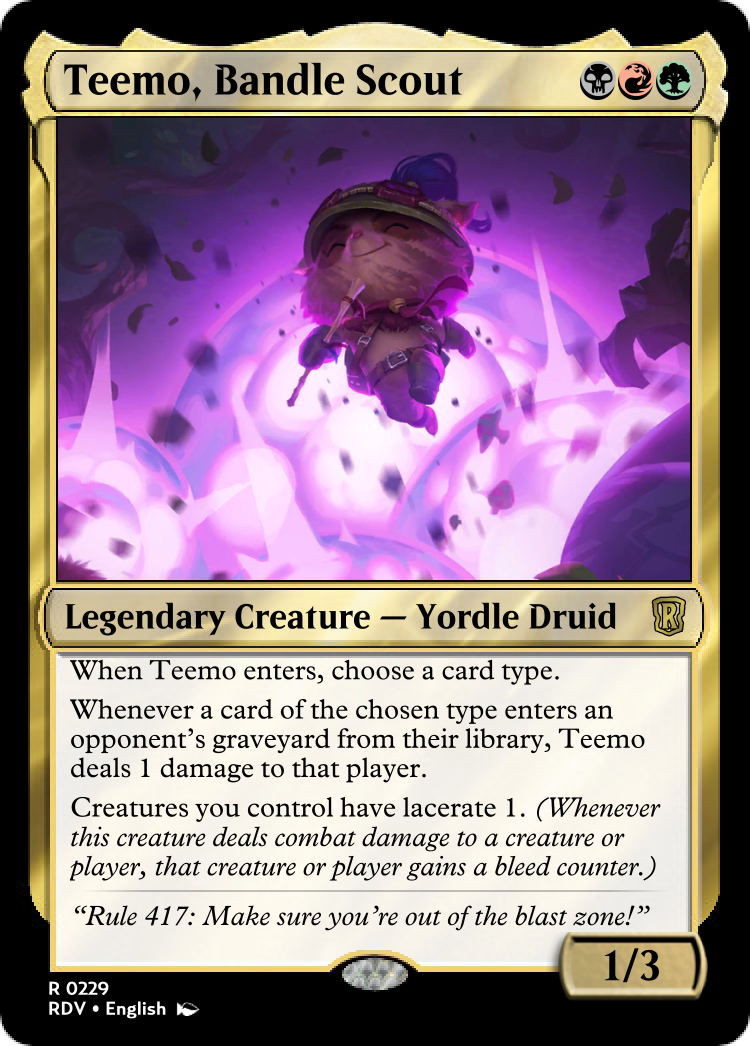 Teemo, Bandle Scout
Legendary Creature — Yordle Druid
R
When Teemo enters, choose a card type.
Whenever a card of the chosen type enters an
opponent's graveyard from their library, Teemo
deals 1 damage to that player.
Creatures you control have lacerate 1. (Whenever
this creature deals combat damage to a creature or
player, that creature or player gains a bleed counter.)
“Rule 417: Make sure you're out of the blast zone!”
1/3
R 0229
RDV • English